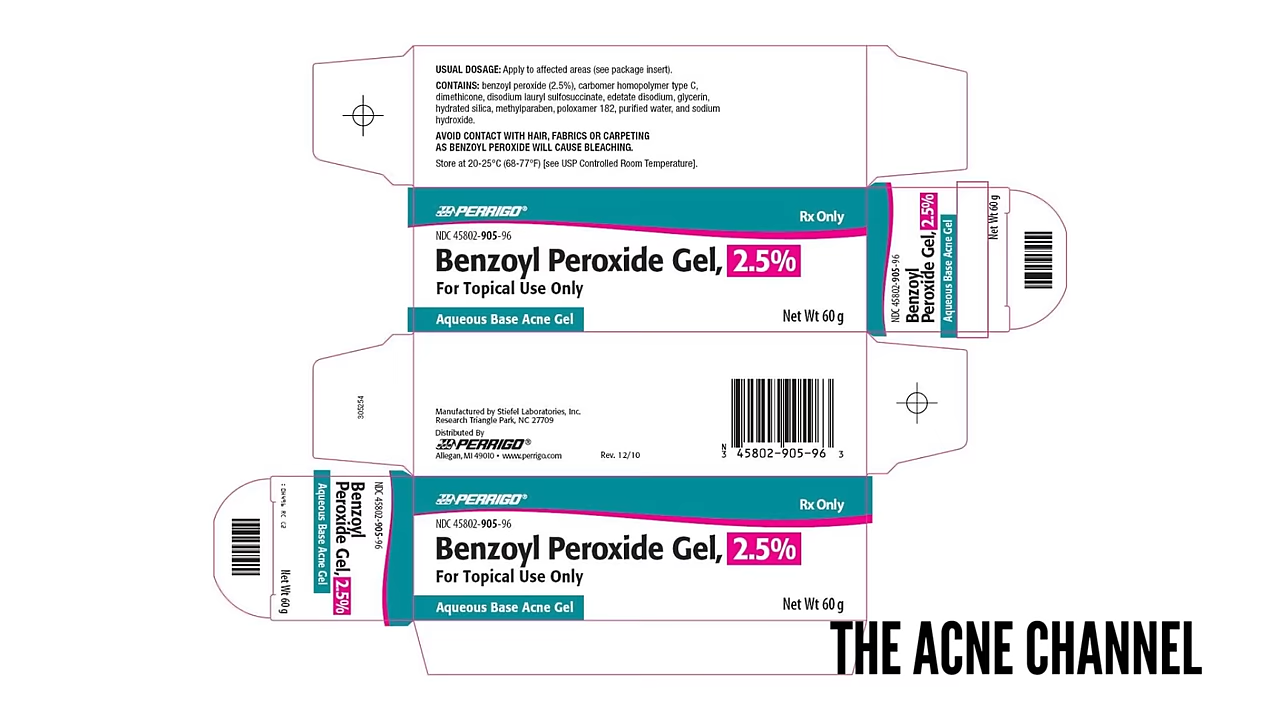 USUAL DOSAGE: Apply to affected areas (see package insert).
CONTAINS: benzoyl peroxide (2.5%), carbomer homopolymer type C,
dimethicone, disodium lauryl sulfosuccinate, edetate disodium, glycerin,
hydrated silica, methylparaben, poloxamer 182, purified water, and sodium
hydroxide.
AVOID CONTACT WITH HAIR, FABRICS OR CARPETING
AS BENZOYL PEROXIDE WILL CAUSE BLEACHING.
Store at 20-25°C (68-77°F) [see USP Controlled Room Temperature].
PERRIGO®
Rx Only
NDC 45802-905-96
Benzoyl Peroxide Gel, 2.5%
For Topical Use Only
Aqueous Base Acne Gel
Net Wt 60 g
NDC 45802-905-96
Benzoyl
Peroxide Gel, 2.5%
Aqueous Base Acne Gel
Net Wt 60 g
305254
Manufactured by Stiefel Laboratories, Inc.
Research Triangle Park, NC 27709
Distributed By
PERRIGO®
Allegan, MI 49010 • www.perrigo.com
Rev. 12/10
N
3 45802-905-96 3
PERRIGO®
Rx Only
NDC 45802-905-96
Benzoyl Peroxide Gel, 2.5%
For Topical Use Only
Aqueous Base Acne Gel
Net Wt 60 g
NDC 45802-905-96
Benzoyl
Peroxide Gel, 2.5%
Aqueous Base Acne Gel
Net Wt 60 g
THE ACNE CHANNEL